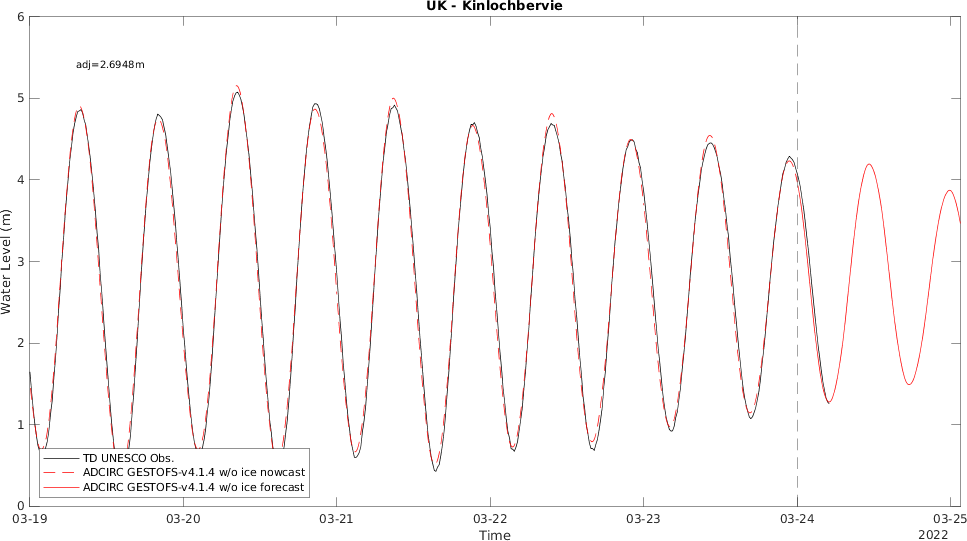 UK - Kinlochbervie
6
adj=2.6948m
5
4
3
2
1
0
Water Level (m)
TD UNESCO Obs.
ADCIRC GESTOFS-v4.1.4 w/o ice nowcast
ADCIRC GESTOFS-v4.1.4 w/o ice forecast
03-19 03-20 03-21 03-22 03-23 03-24 03-25
Time
2022